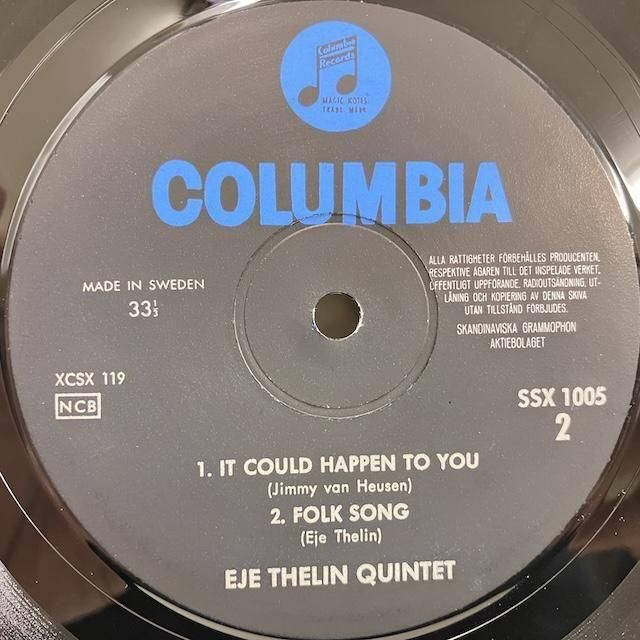 Columbia
Records
MAGIC NOTES
TRADE MARK
COLUMBIA
MADE IN SWEDEN
33⅓
ALLA RÄTTIGHETER FÖRBEHÅLLES PRODUCENTEN,
RESPEKTIVE ÄGAREN TILL DET INSPELADE VERKET.
OFFENTLIGT UPPFÖRANDE, RADIOUTSÄNDNING, UT-
LÅNING OCH KOPIERING AV DENNA SKIVA
UTAN TILLSTÅND FÖRBJUDES.
SKANDINAVISKA GRAMMOPHON
AKTIEBOLAGET
XCSX 119
NCB
SSX 1005
2
1. IT COULD HAPPEN TO YOU
(Jimmy van Heusen)
2. FOLK SONG
(Eje Thelin)
EJE THELIN QUINTET